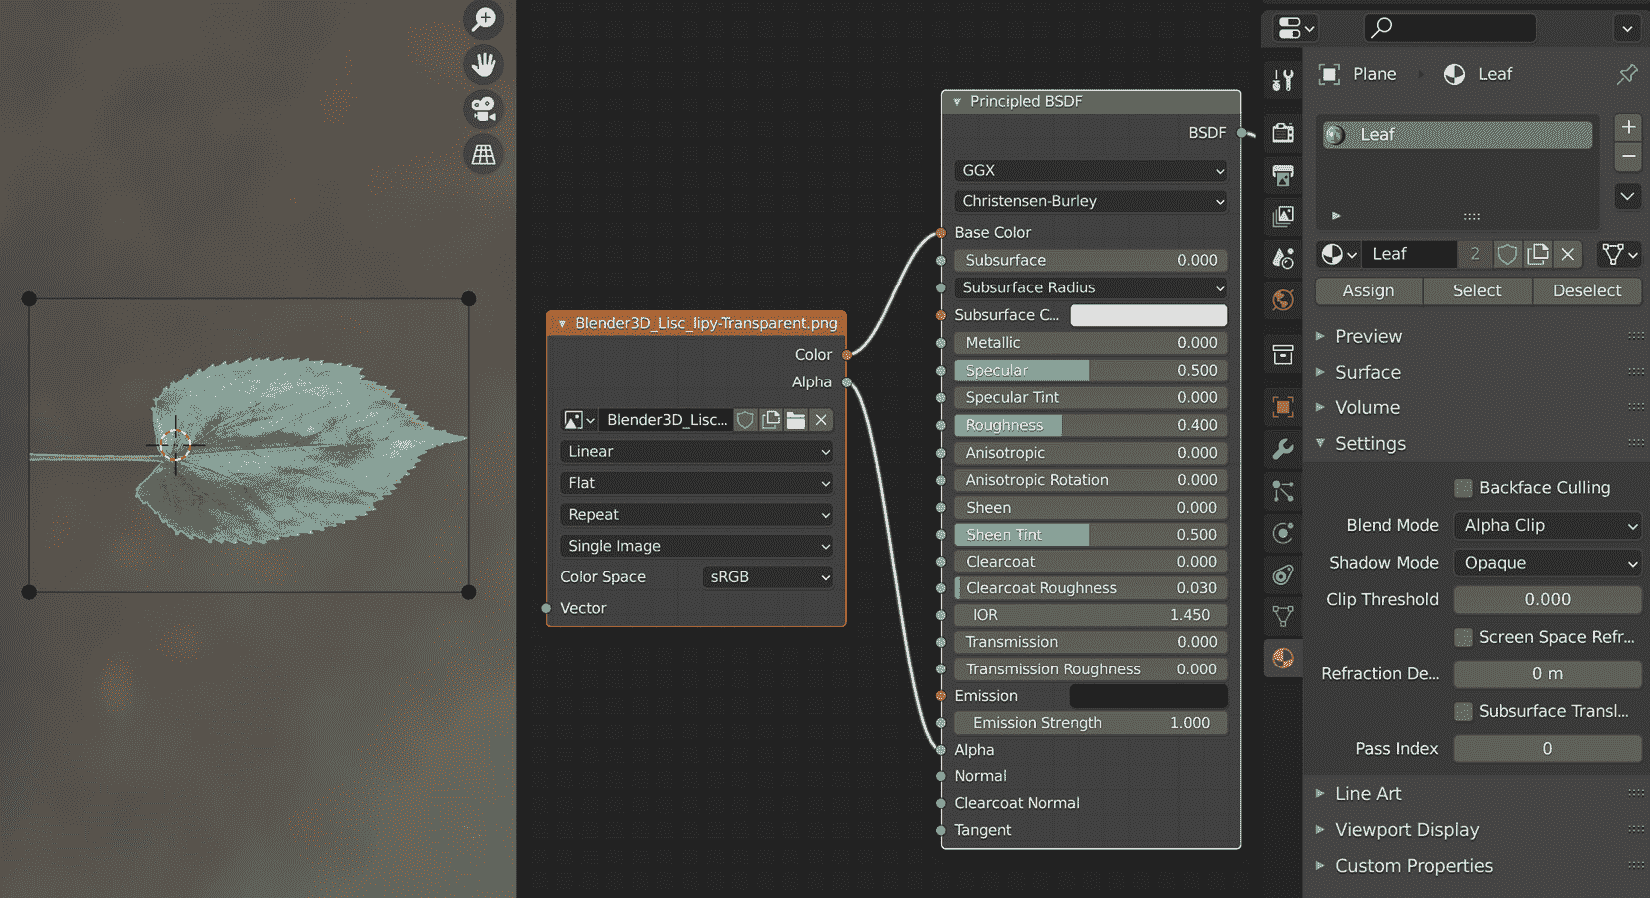 Principled BSDF
BSDF
GGX
Christensen-Burley
Base Color
Subsurface 0.000
Subsurface Radius
Subsurface C...
Metallic 0.000
Specular 0.500
Specular Tint 0.000
Roughness 0.400
Anisotropic 0.000
Anisotropic Rotation 0.000
Sheen 0.000
Sheen Tint 0.500
Clearcoat 0.000
Clearcoat Roughness 0.030
IOR 1.450
Transmission 0.000
Transmission Roughness 0.000
Emission
Emission Strength 1.000
Alpha
Normal
Clearcoat Normal
Tangent
Blender3D_Lisc_lipy-Transparent.png
Color
Alpha
Blender3D_Lisc...
Linear
Flat
Repeat
Single Image
Color Space sRGB
Vector
Plane Leaf
Leaf
Leaf 2
Assign Select Deselect
Preview
Surface
Volume
Settings
Backface Culling
Blend Mode Alpha Clip
Shadow Mode Opaque
Clip Threshold 0.000
Screen Space Refr...
Refraction De... 0 m
Subsurface Transl...
Pass Index 0
Line Art
Viewport Display
Custom Properties